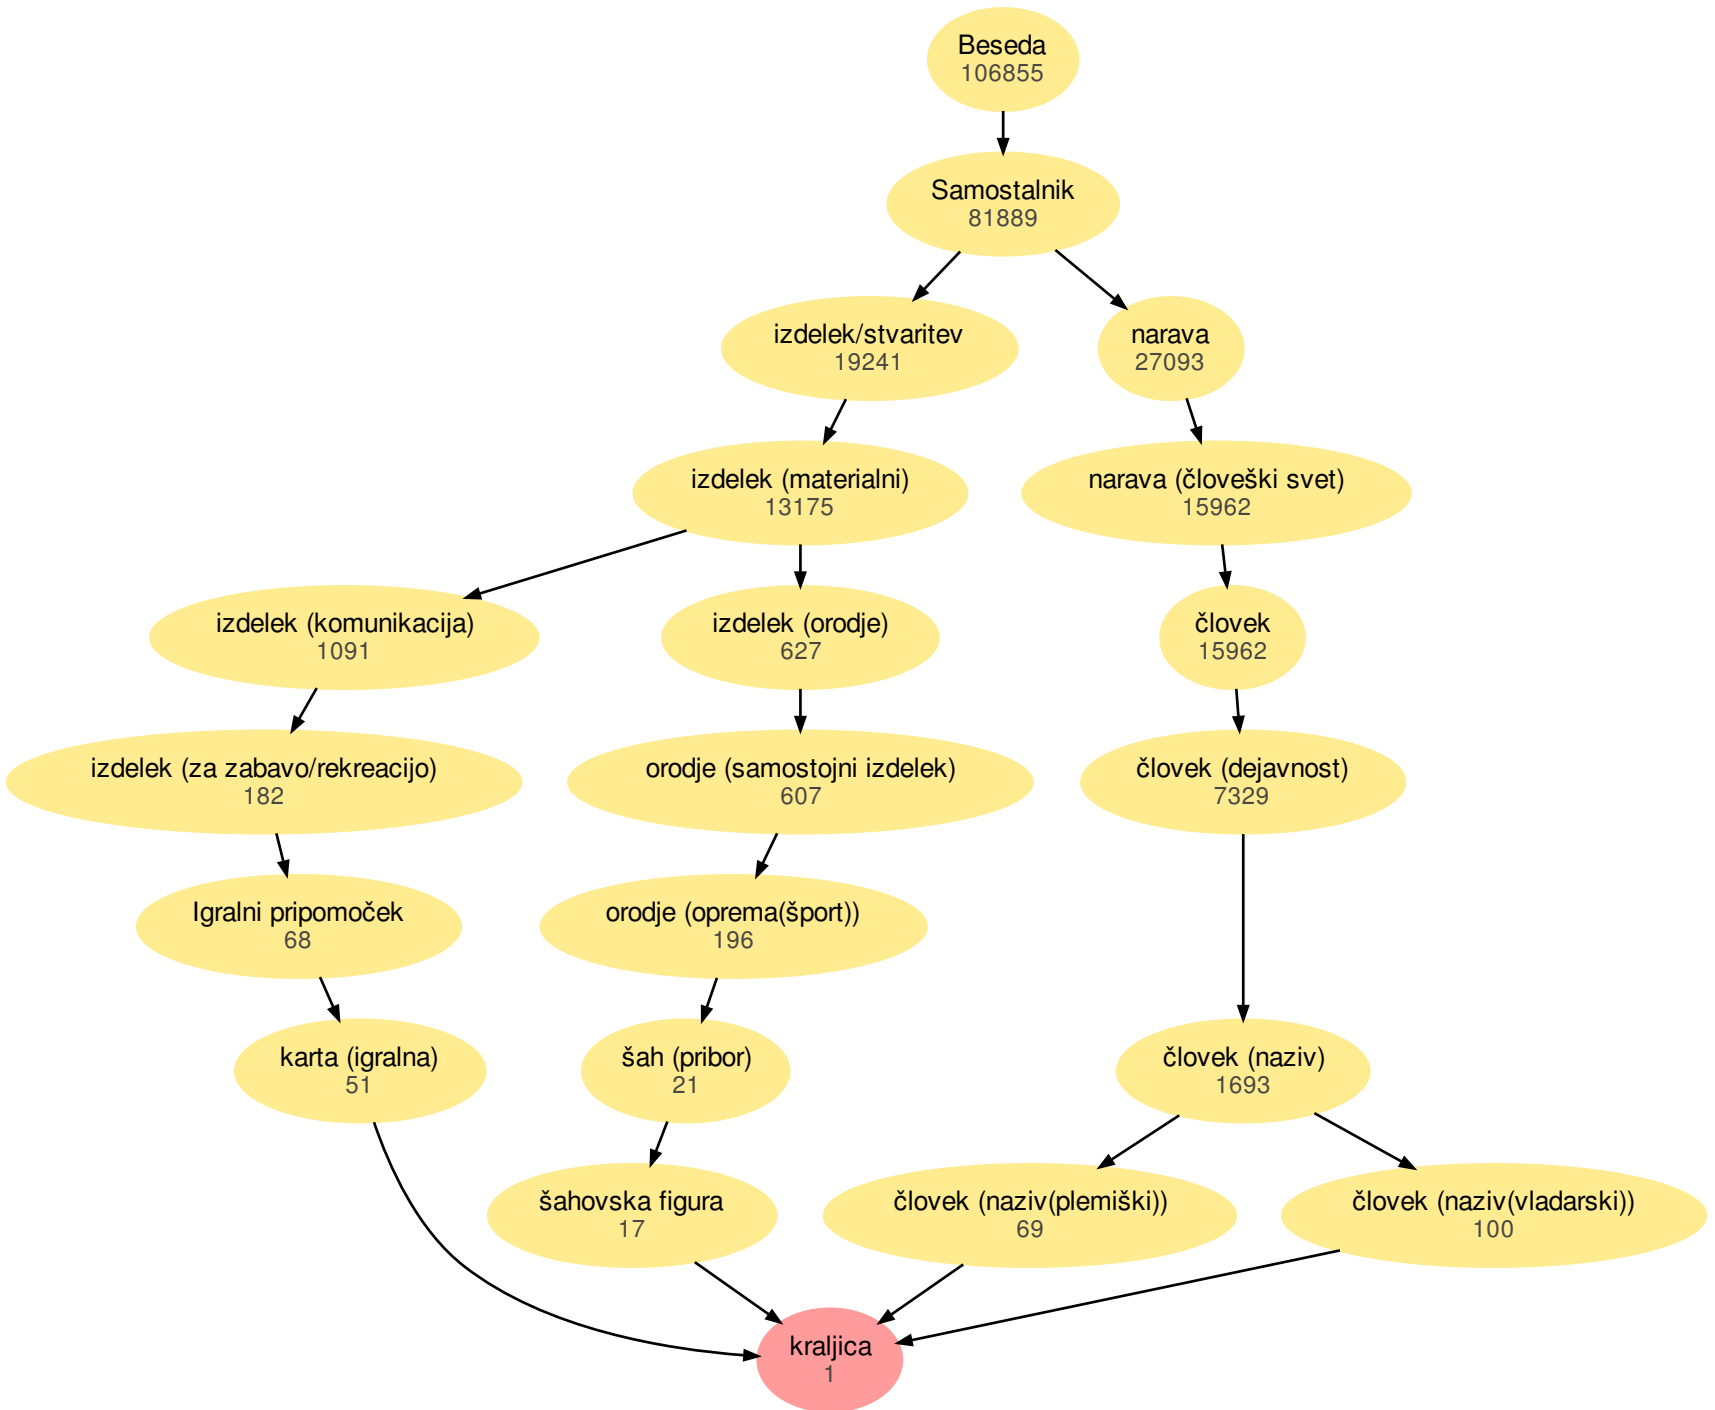 Beseda
106855
Samostalnik
81889
izdelek/stvaritev
19241
narava
27093
izdelek (materialni)
13175
narava (človeški svet)
15962
izdelek (komunikacija)
1091
izdelek (orodje)
627
človek
15962
izdelek (za zabavo/rekreacijo)
182
orodje (samostojni izdelek)
607
človek (dejavnost)
7329
Igralni pripomoček
68
orodje (oprema(šport))
196
karta (igralna)
51
šah (pribor)
21
človek (naziv)
1693
šahovska figura
17
človek (naziv(plemiški))
69
človek (naziv(vladarski))
100
kraljica
1